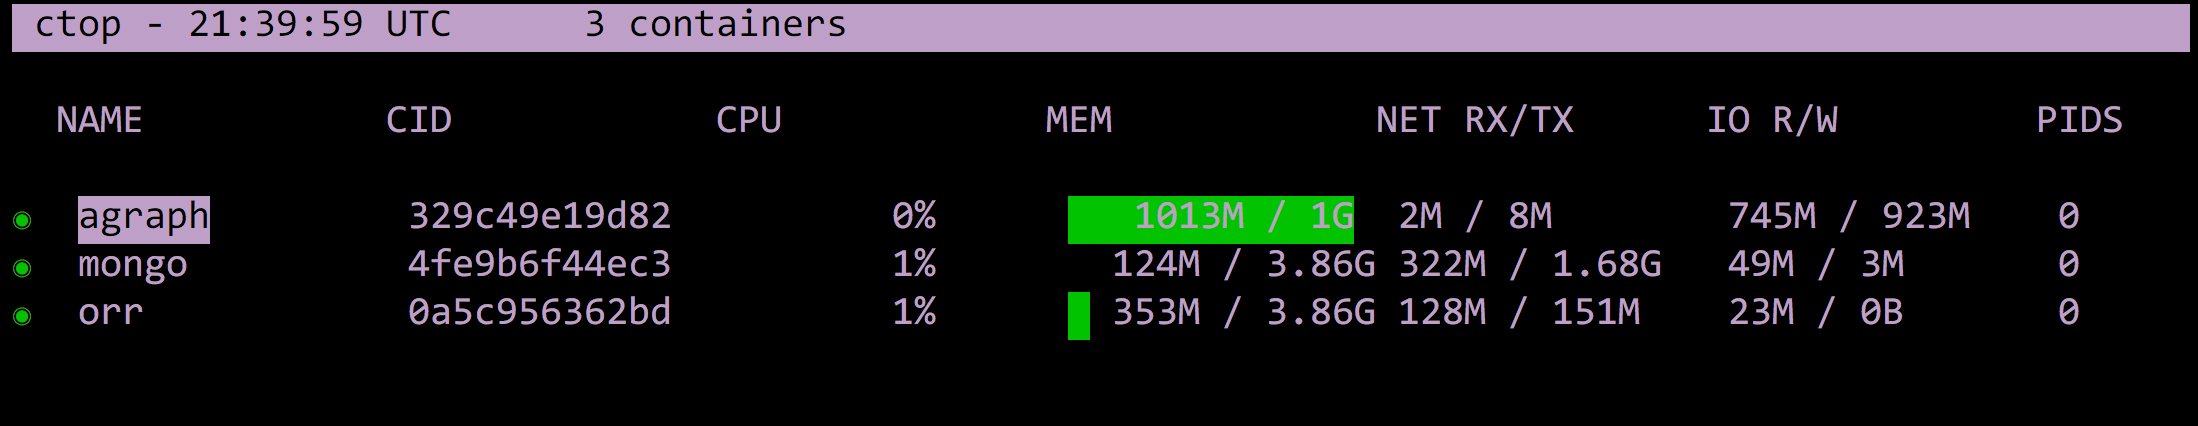 ctop - 21:39:59 UTC 3 containers
NAME CID CPU MEM NET RX/TX IO R/W PIDS
agraph 329c49e19d82 0% 1013M / 1G 2M / 8M 745M / 923M 0
mongo 4fe9b6f44ec3 1% 124M / 3.86G 322M / 1.68G 49M / 3M 0
orr 0a5c956362bd 1% 353M / 3.86G 128M / 151M 23M / 0B 0